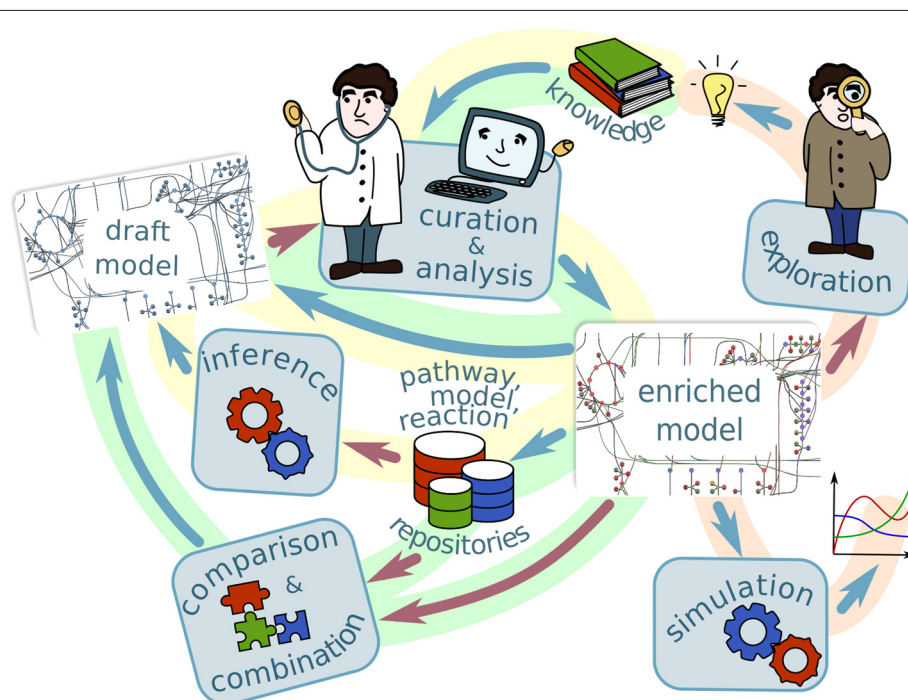 knowledge
draft
model
curation
&
analysis
exploration
inference
pathway,
model,
reaction
enriched
model
repositories
comparison
&
combination
simulation